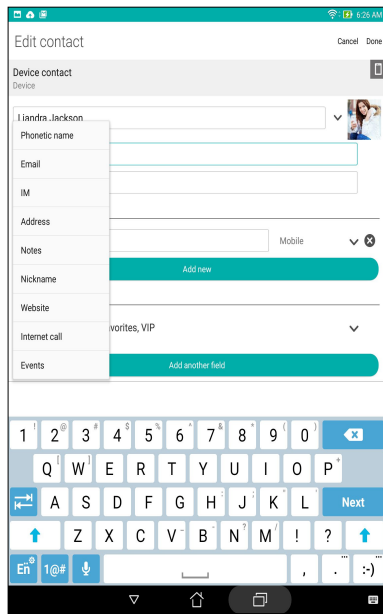 6:26 AM
Edit contact
Cancel Done
Device contact
Device
Liandra Jackson
Phonetic name
Email
IM
Address
Notes
Nickname
Website
Internet call
Events
Mobile
Add new
vorites, VIP
Add another field
1 ! 2 @ 3 # 4 $ 5 % 6 ^ 7 & 8 * 9 ( 0 )
Q [ W ] E R T Y U I O P *
A S D F G H : J ; K " L ' Next
Z X C V - B - N ? M / ! ?
En 1@# , . ... :-) ...